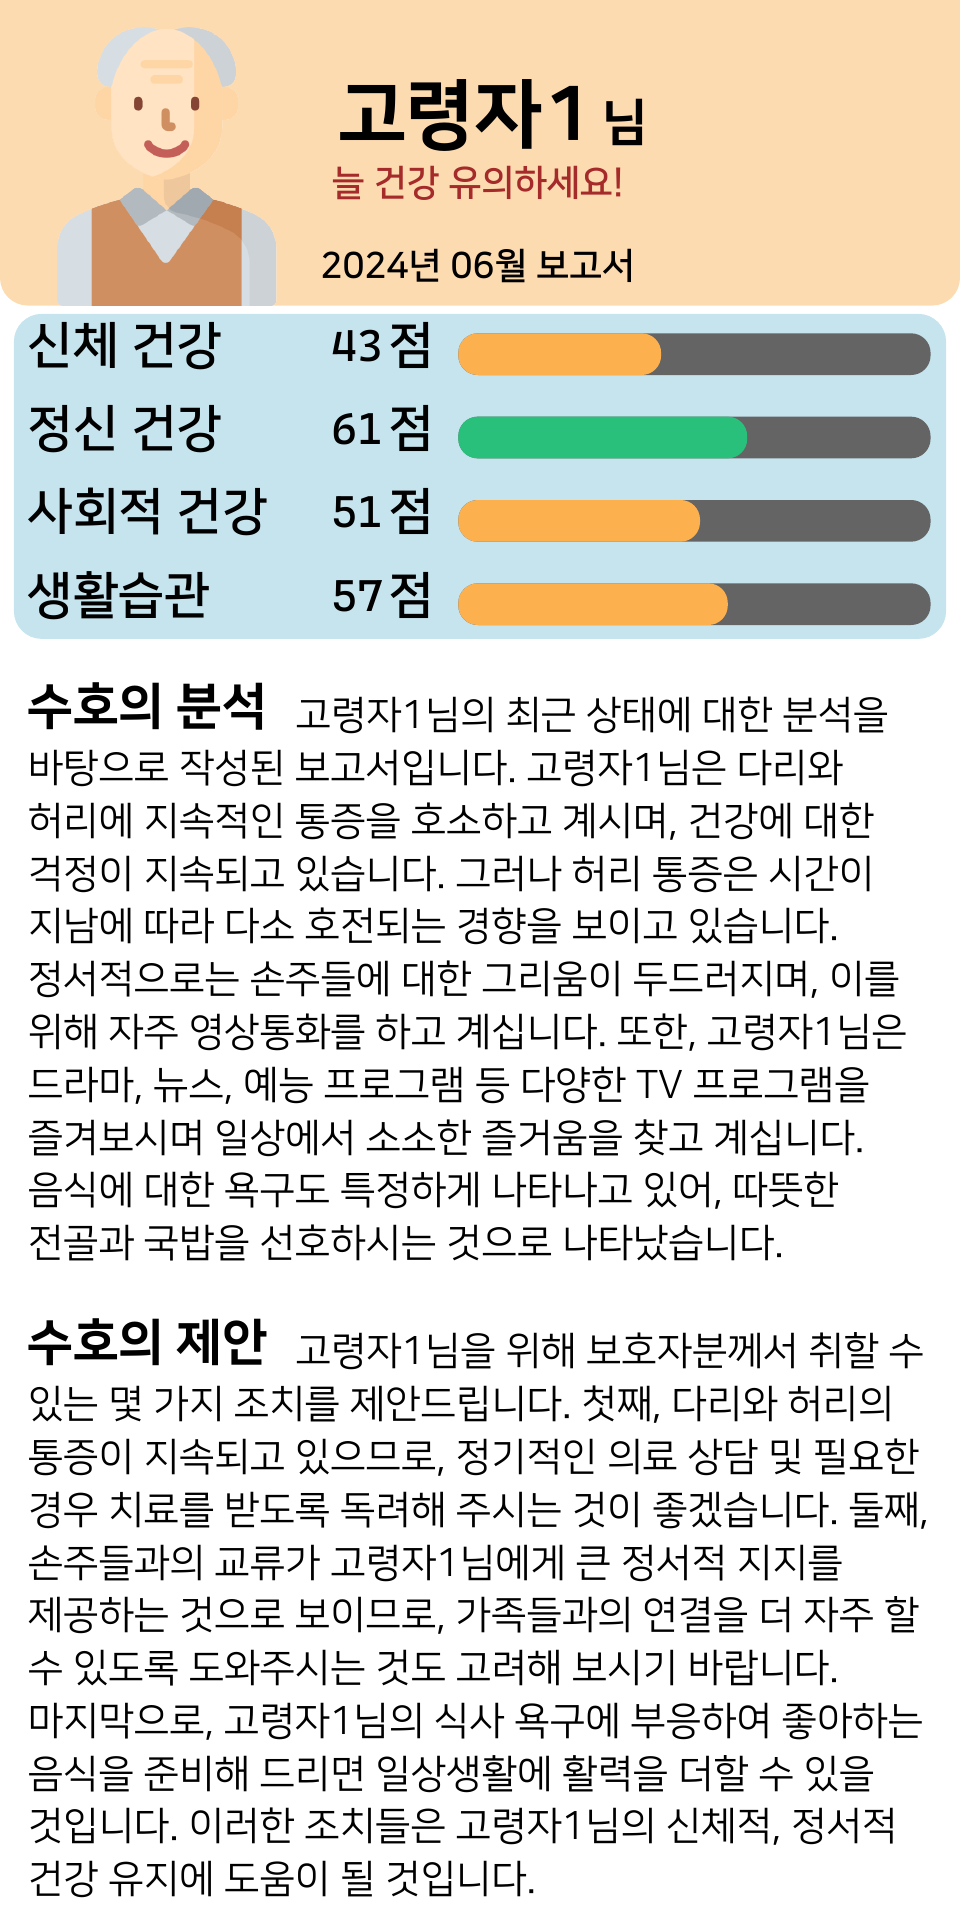 고령자1 님
늘 건강 유의하세요!
2024년 06월 보고서
신체 건강 43 점
정신 건강 61 점
사회적 건강 51 점
생활습관 57 점
수호의 분석 고령자1님의 최근 상태에 대한 분석을
바탕으로 작성된 보고서입니다. 고령자1님은 다리와
허리에 지속적인 통증을 호소하고 계시며, 건강에 대한
걱정이 지속되고 있습니다. 그러나 허리 통증은 시간이
지남에 따라 다소 호전되는 경향을 보이고 있습니다.
정서적으로는 손주들에 대한 그리움이 두드러지며, 이를
위해 자주 영상통화를 하고 계십니다. 또한, 고령자1님은
드라마, 뉴스, 예능 프로그램 등 다양한 TV 프로그램을
즐겨보시며 일상에서 소소한 즐거움을 찾고 계십니다.
음식에 대한 욕구도 특정하게 나타나고 있어, 따뜻한
전골과 국밥을 선호하시는 것으로 나타났습니다.
수호의 제안 고령자1님을 위해 보호자분께서 취할 수
있는 몇 가지 조치를 제안드립니다. 첫째, 다리와 허리의
통증이 지속되고 있으므로, 정기적인 의료 상담 및 필요한
경우 치료를 받도록 독려해 주시는 것이 좋겠습니다. 둘째,
손주들과의 교류가 고령자1님에게 큰 정서적 지지를
제공하는 것으로 보이므로, 가족들과의 연결을 더 자주 할
수 있도록 도와주시는 것도 고려해 보시기 바랍니다.
마지막으로, 고령자1님의 식사 욕구에 부응하여 좋아하는
음식을 준비해 드리면 일상생활에 활력을 더할 수 있을
것입니다. 이러한 조치들은 고령자1님의 신체적, 정서적
건강 유지에 도움이 될 것입니다.